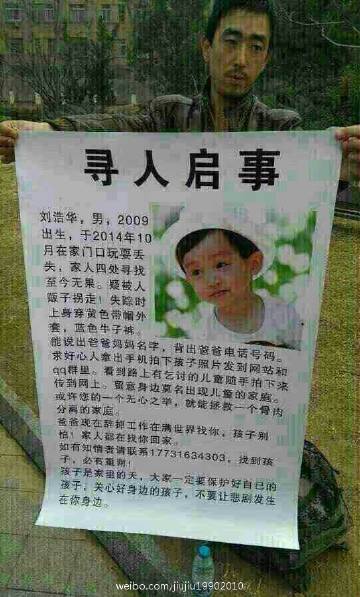 寻人启事
刘浩华，男，2009
出生，于2014年10
月在家门口玩耍丢
失，家人四处寻找
至今无果。疑被人
贩子拐走！失踪时
上身穿黄色带帽外
套，蓝色牛子裤。
能说出爸爸妈妈名字，背出爸爸电话号码。
求好心人拿出手机拍下孩子照片发到网站和
qq群里。看到路上有乞讨的儿童随手拍下来
传到网上。留意身边莫名出现儿童的家庭。
或许您的一个无心之举，就能拯救一个骨肉
分离的家庭。
爸爸现在辞掉工作在满世界找你，孩子别
怕！家人都在找你回家。
如有知情者请联系17731634303，找到孩
子，必有重谢！
孩子是家里的天，大家一定要保护好自己的
孩子，关心好身边的孩子，不要让悲剧发生
在你身边。
weibo.com/jiujiu19902010